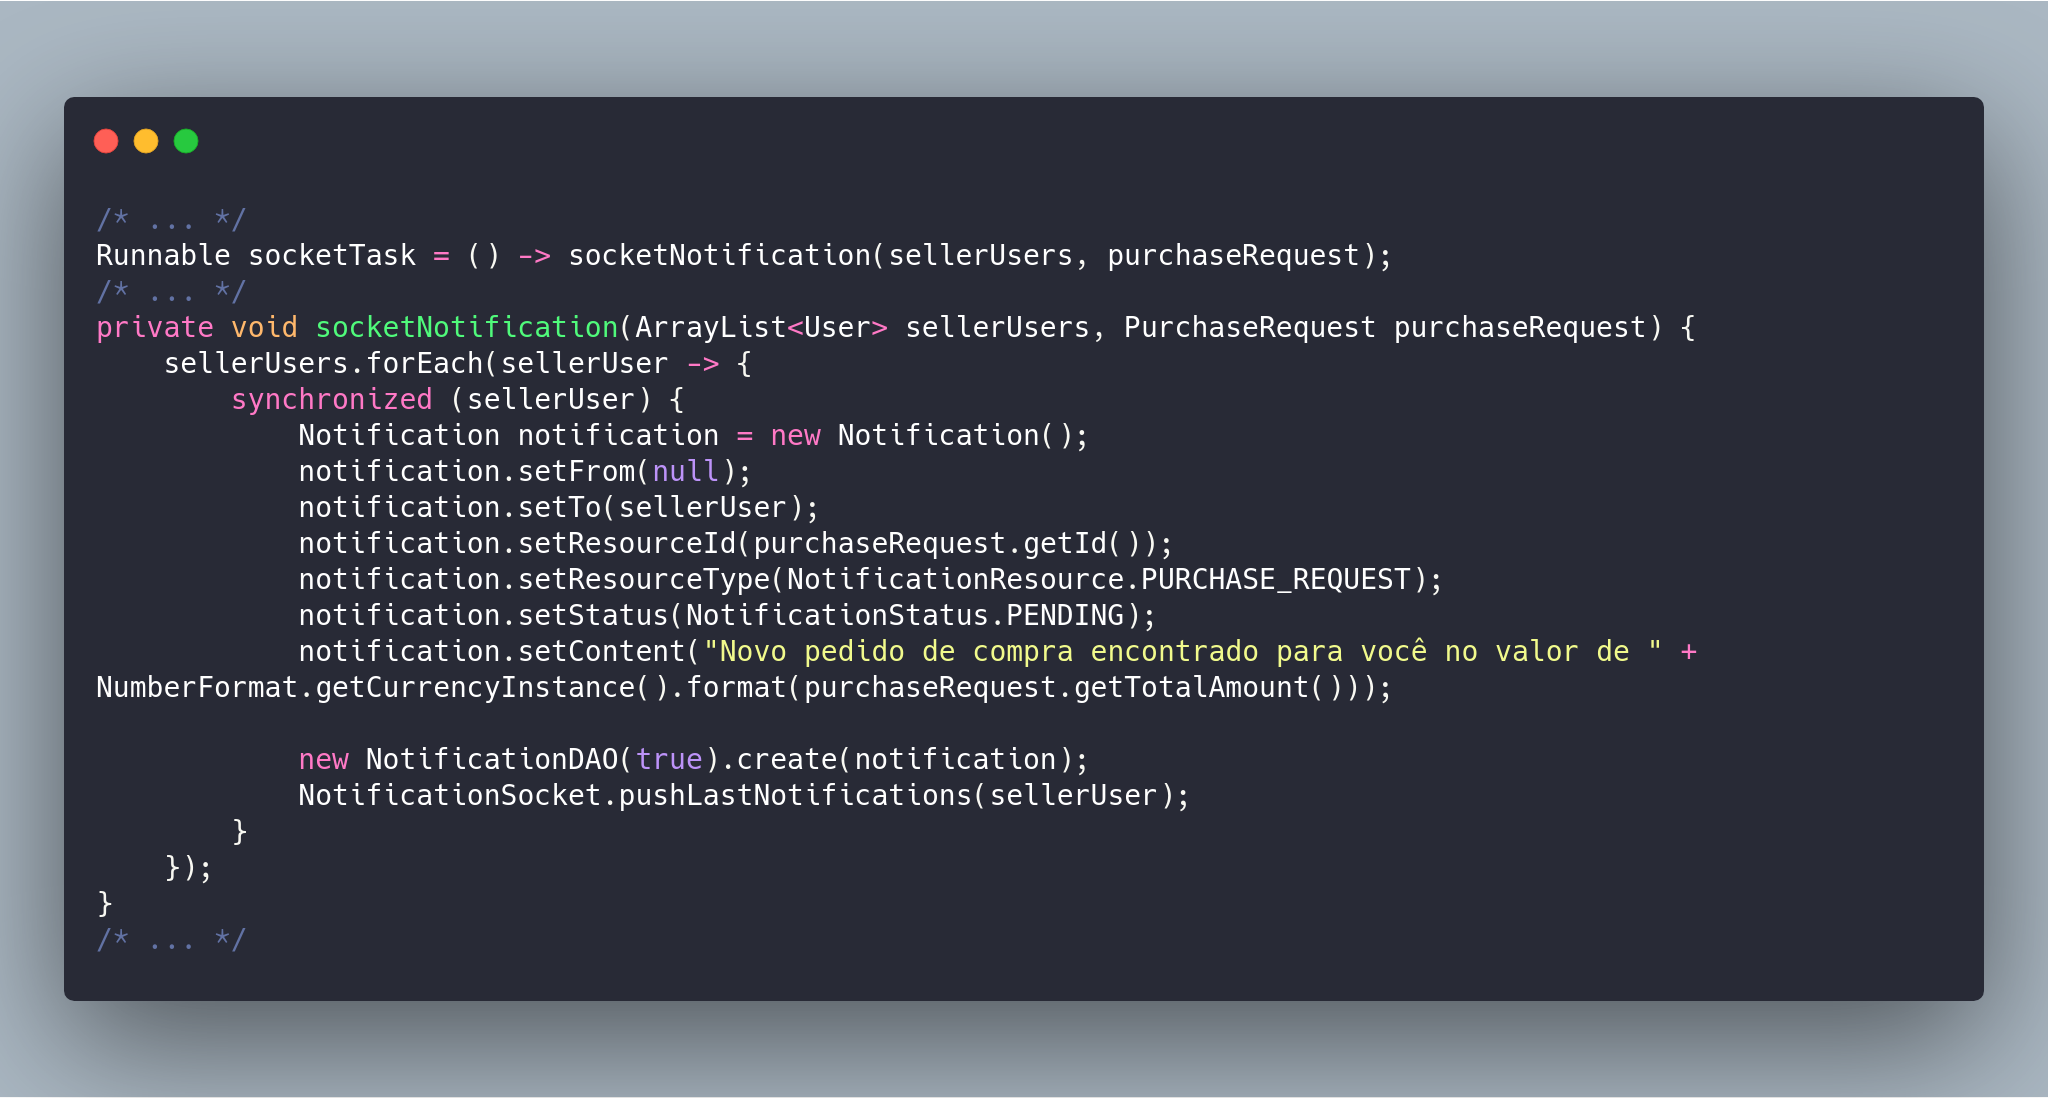 /* ... */
Runnable socketTask = () -> socketNotification(sellerUsers, purchaseRequest);
/* ... */
private void socketNotification(ArrayList<User> sellerUsers, PurchaseRequest purchaseRequest) {
    sellerUsers.forEach(sellerUser -> {
        synchronized (sellerUser) {
            Notification notification = new Notification();
            notification.setFrom(null);
            notification.setTo(sellerUser);
            notification.setResourceId(purchaseRequest.getId());
            notification.setResourceType(NotificationResource.PURCHASE_REQUEST);
            notification.setStatus(NotificationStatus.PENDING);
            notification.setContent("Novo pedido de compra encontrado para você no valor de " +
NumberFormat.getCurrencyInstance().format(purchaseRequest.getTotalAmount()));

            new NotificationDAO(true).create(notification);
            NotificationSocket.pushLastNotifications(sellerUser);
        }
    });
}
/* ... */